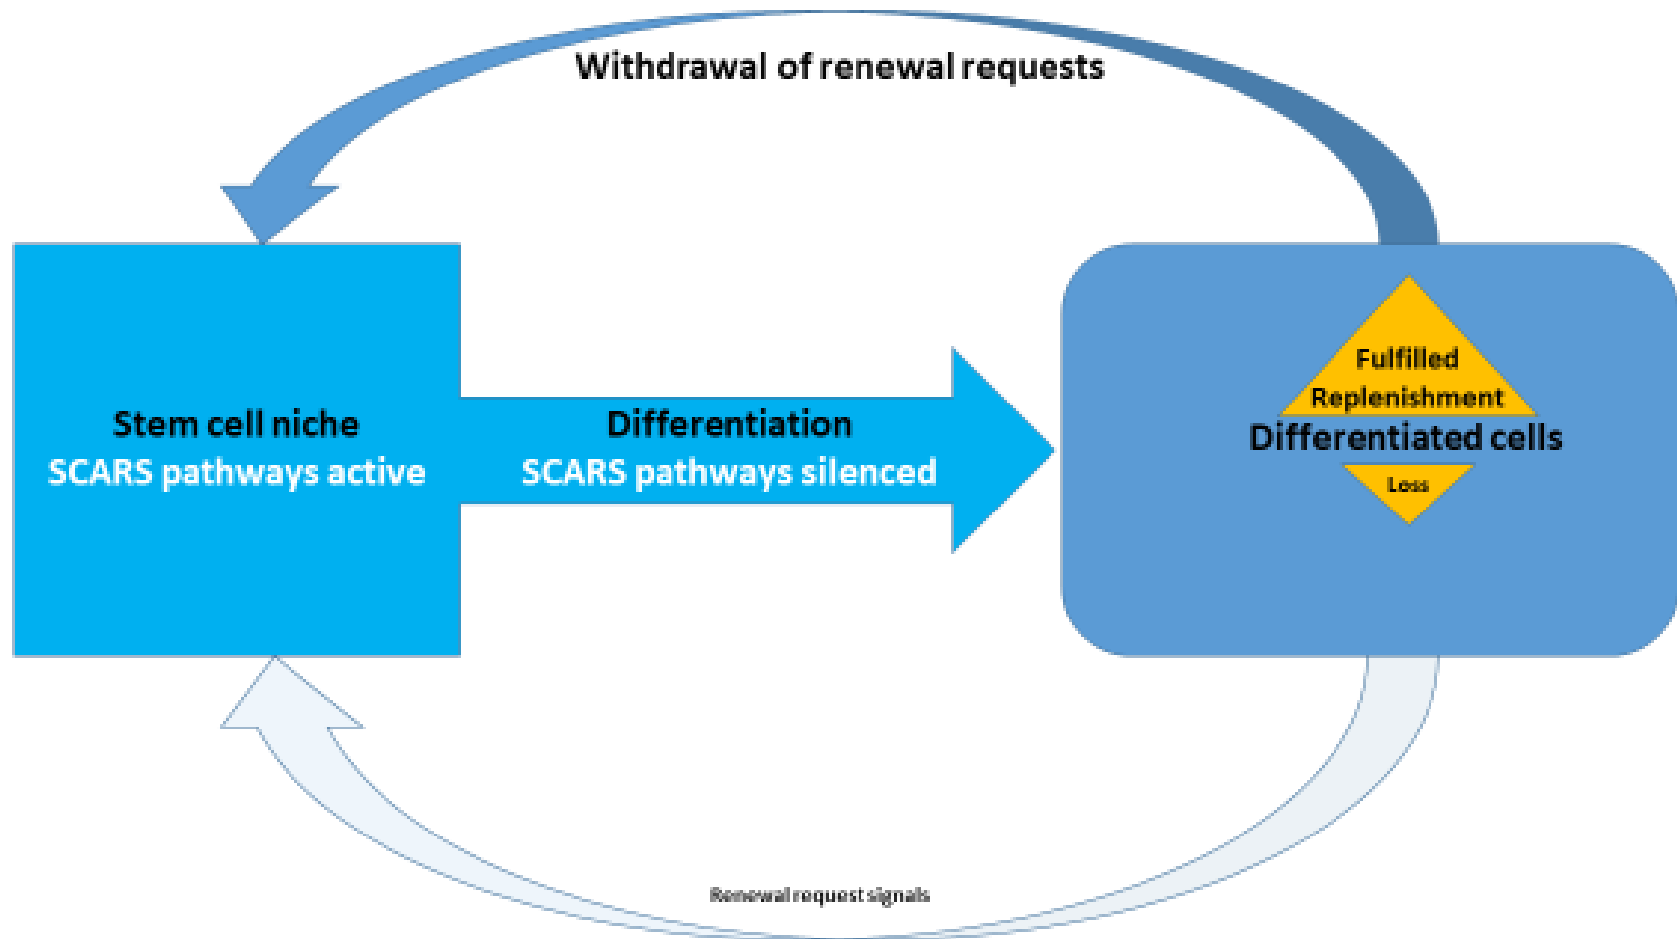 Withdrawal of renewal requests
Stem cell niche
SCARS pathways active
Differentiation
SCARS pathways silenced
Fulfilled
Replenishment
Differentiated cells
Loss
Renewal request signals